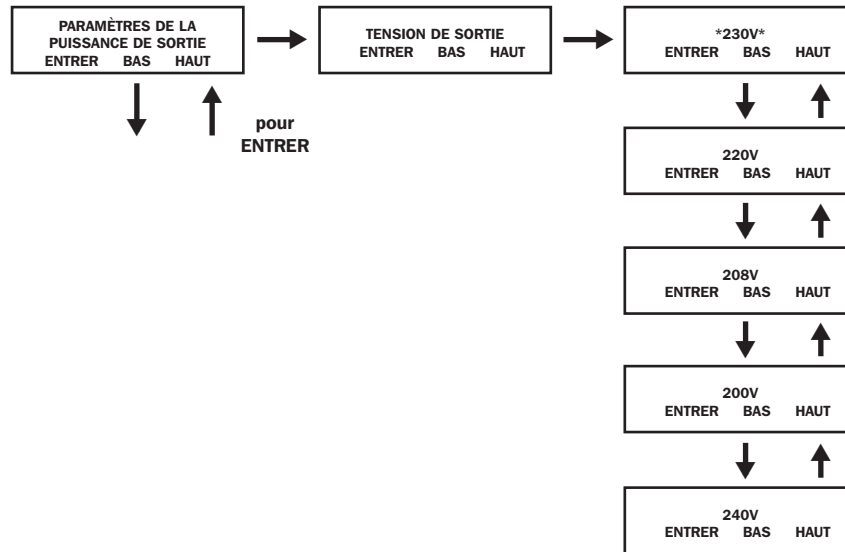 PARAMÈTRES DE LA
PUISSANCE DE SORTIE
ENTRER BAS HAUT
TENSION DE SORTIE
ENTRER BAS HAUT
*230V*
ENTRER BAS HAUT
pour
ENTRER
220V
ENTRER BAS HAUT
208V
ENTRER BAS HAUT
200V
ENTRER BAS HAUT
240V
ENTRER BAS HAUT